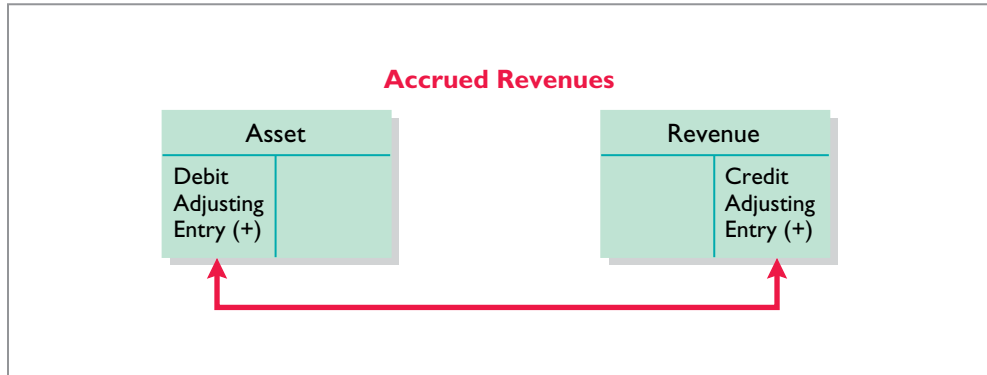 Accrued Revenues
Asset
Debit
Adjusting
Entry (+)
Revenue
Credit
Adjusting
Entry (+)